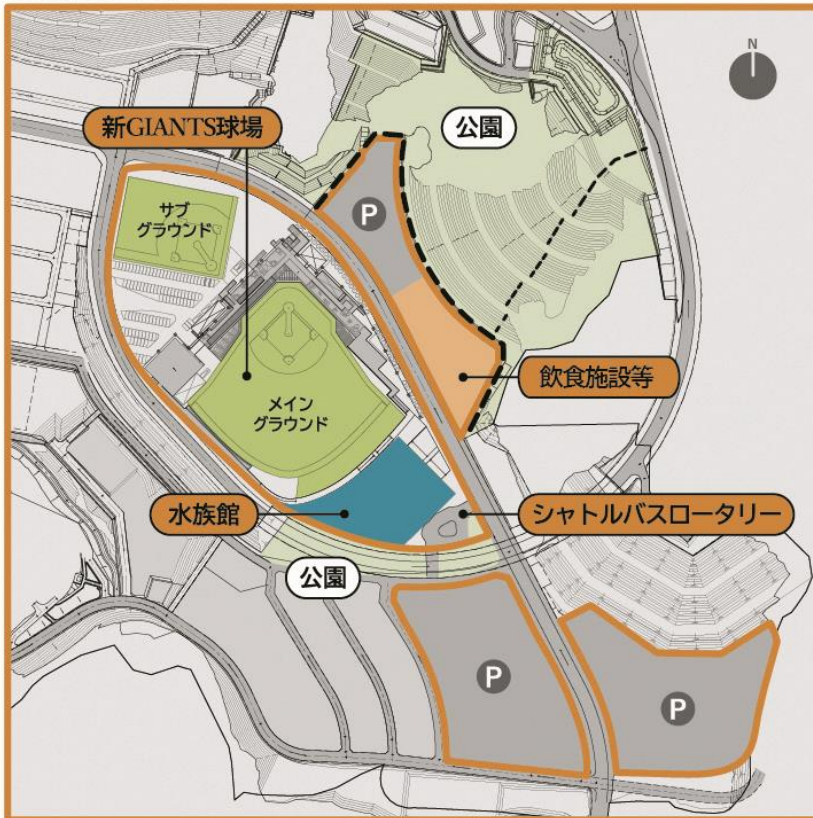 N
新GIANTS球場
公園
サブ
グラウンド
P
メイン
グラウンド
飲食施設等
水族館
シャトルバスロータリー
公園
P
P